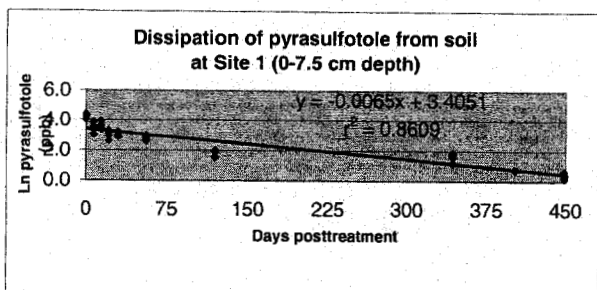 Dissipation of pyrasulfotole from soil
at Site 1 (0-7.5 cm depth)
Ln pyrasulfotole
(ppb)
6.0
4.0
2.0
0.0
y = -0.0065x + 3.4051
r² = 0.8609
0 75 150 225 300 375 450
Days posttreatment